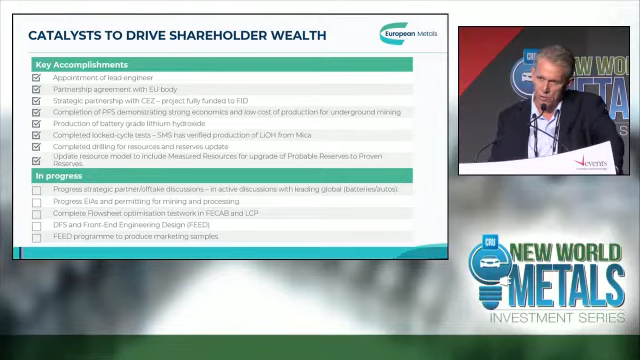 CATALYSTS TO DRIVE SHAREHOLDER WEALTH
European Metals
Key Accomplishments
Appointment of lead engineer
Partnership agreement with EU body
Strategic partnership with CEZ – project fully funded to FID
Completion of PFS demonstrating strong economics and low cost of production for underground mining
Production of battery grade lithium hydroxide
Completed locked-cycle tests – SMS has verified production of LiOH from Mica
Completed drilling for resources and reserves update
Update resource model to include Measured Resources for upgrade of Probable Reserves to Proven
Reserves.
In progress
Progress strategic partner/offtake discussions – in active discussions with leading global (batteries/autos)
Progress EIAs and permitting for mining and processing.
Complete Flowsheet optimisation testwork in FECAB and LCP
DFS and Front-End Engineering Design (FEED)
FEED programme to produce marketing samples.
NEW WORLD
METALS
events
CRU
NEW WORLD
METALS
INVESTMENT SERIES